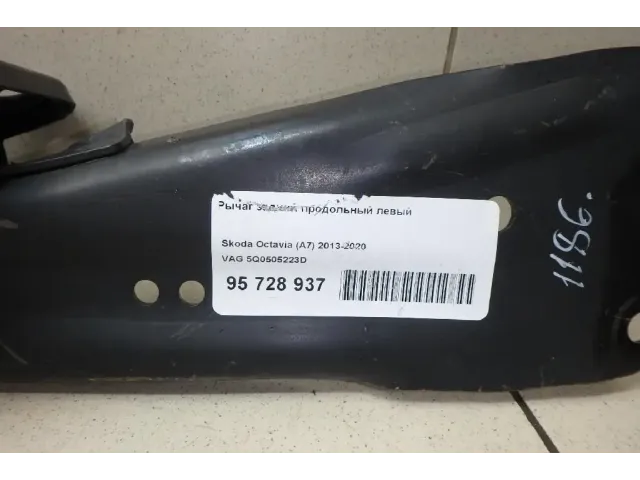 Рычаг задний продольный левый
Skoda Octavia (A7) 2013-2020
VAG 5Q0505223D
95 728 937
1186.